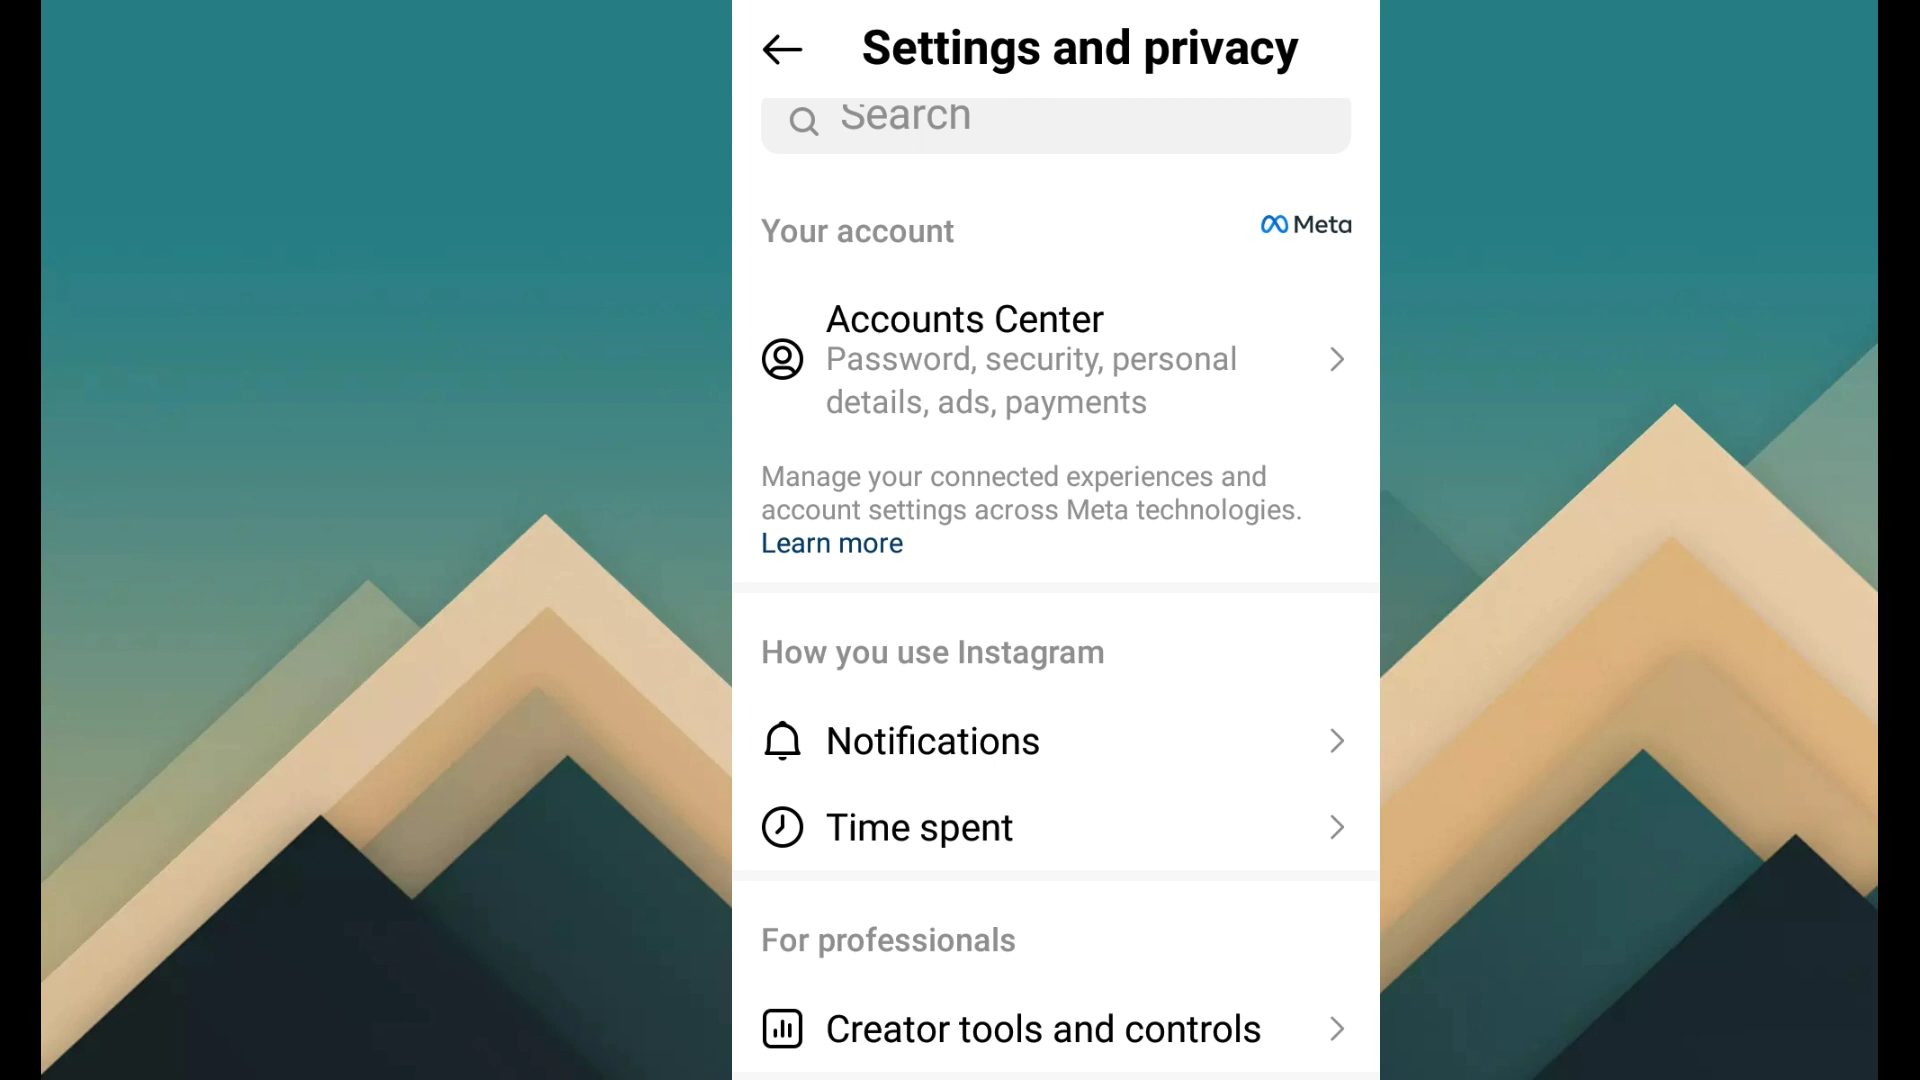 Settings and privacy
Search
Your account
Meta
Accounts Center
Password, security, personal
details, ads, payments
Manage your connected experiences and
account settings across Meta technologies.
Learn more
How you use Instagram
Notifications
Time spent
For professionals
Creator tools and controls